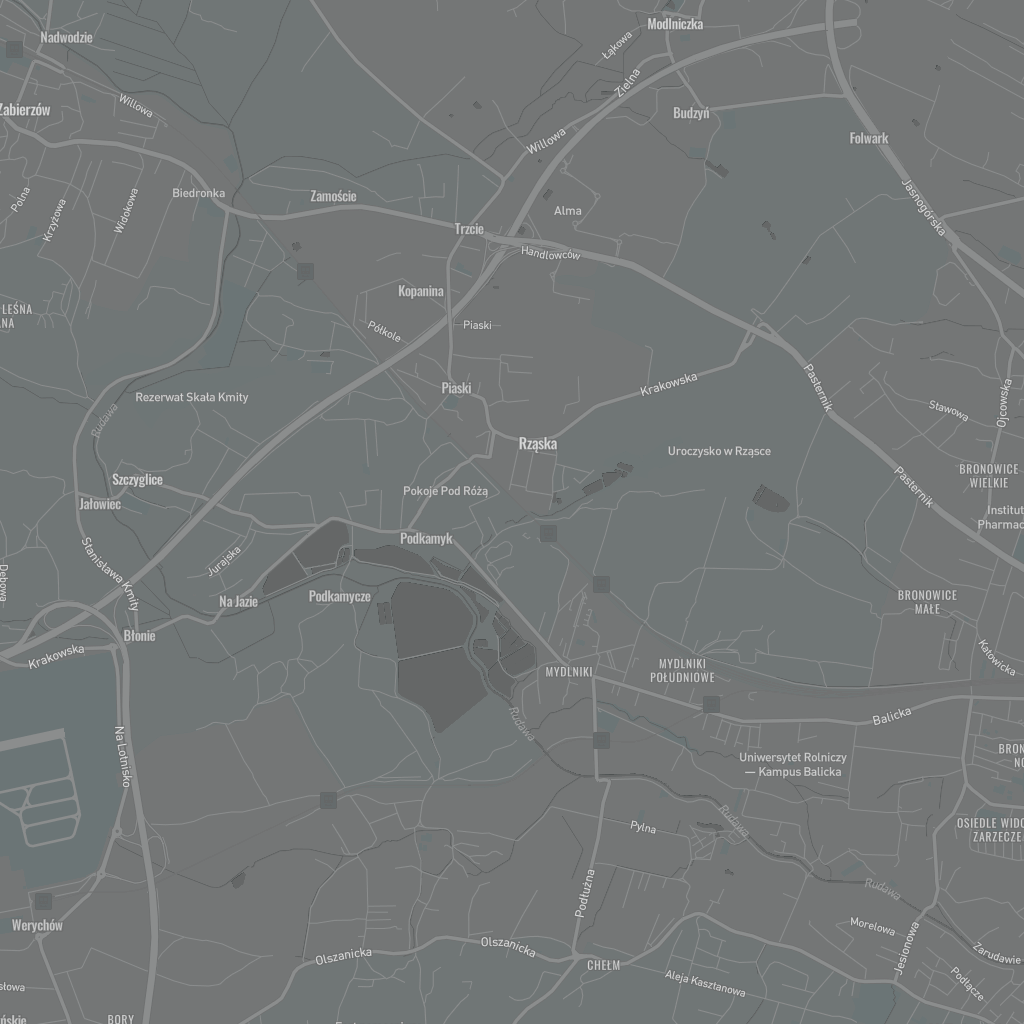 Modlniczka
Nadwodzie
Łąkowa
Zielna
Zabierzów
Willowa
Budzyń
Folwark
Willowa
Biedronka
Zamoście
Polna
Krzyżowa
Widokowa
Alma
Jasnogórska
Trzcie
Handlowców
Kopanina
LEŚNA
Półkole
Piaski
Piaski
Krakowska
Pasternik
Rezerwat Skała Kmity
Rudawa
Stawowa
Ojcowska
Rząska
Uroczysko w Rząsce
Szczyglice
BRONOWICE
WIELKIE
Pasternik
Pokoje Pod Różą
Jałowiec
Institut
Podkamyk
Jurajska
Stanisława Kmity
Dębowa
Na Jazie
Podkamycze
BRONOWICE
MAŁE
Błonie
Krakowska
Katowicka
MYDLNIKI
MYDLNIKI
POŁUDNIOWE
Rudawa
Balicka
Na Lotnisko
Uniwersytet Rolniczy
— Kampus Balicka
Pylna
Rudawa
OSIEDLE WIDO
ZARZECZE
Podłużna
Rudawa
Werychów
Morelowa
Olszanicka
Olszanicka
Jesionowa
Zarudawie
CHEŁM
Aleja Kasztanowa
Podłącze
BORY